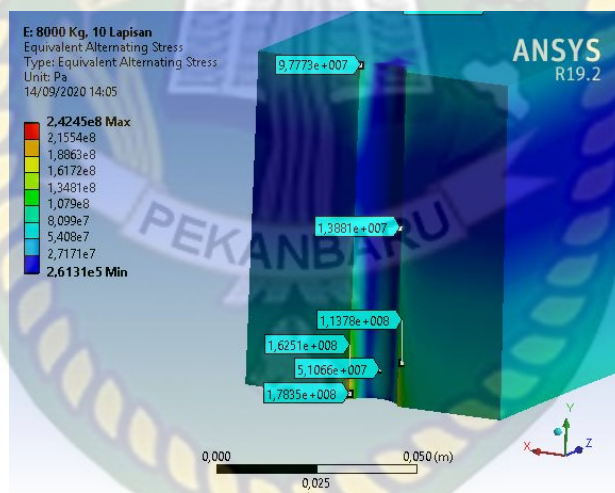 E: 8000 Kg, 10 Lapisan
Equivalent Alternating Stress
Type: Equivalent Alternating Stress
Unit: Pa
14/09/2020 14:05
2,4245e8 Max
2,1554e8
1,8863e8
1,6172e8
1,3481e8
1,079e8
8,099e7
5,408e7
2,7171e7
2,6131e5 Min
ANSYS
R19.2
9,7773e+007
1,3881e+007
1,1378e+008
1,6251e+008
5,1066e+007
1,7835e+008
PEKANBARU
0,000
0,050 (m)
0,025
Y
X
Z